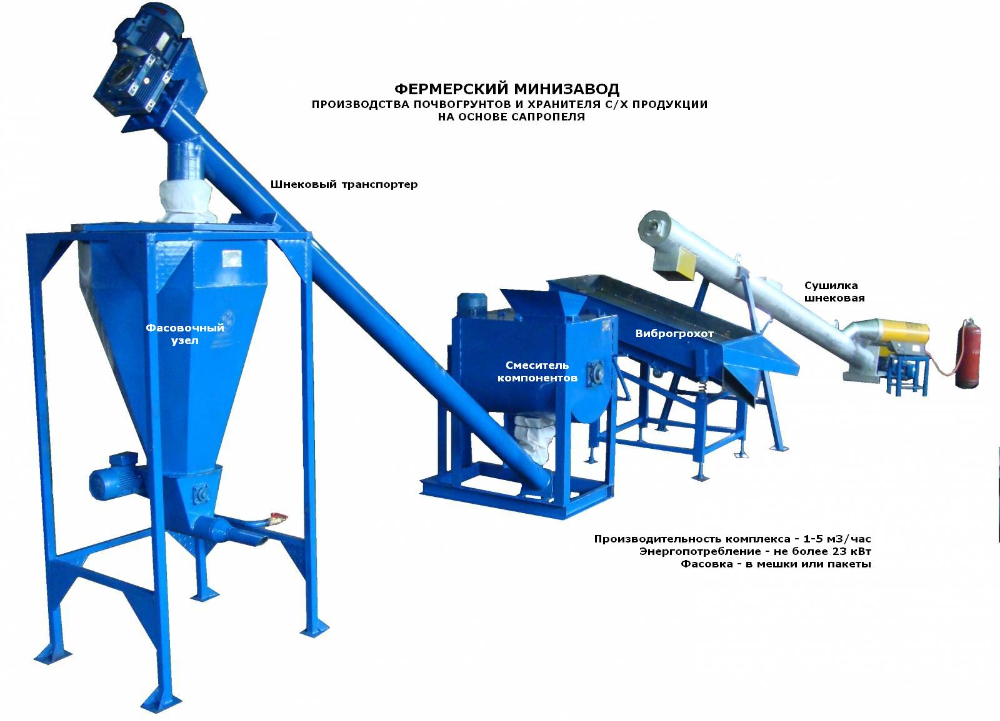 ФЕРМЕРСКИЙ МИНИЗАВОД
ПРОИЗВОДСТВА ПОЧВОГРУНТОВ И ХРАНИТЕЛЯ С/Х ПРОДУКЦИИ
НА ОСНОВЕ САПРОПЕЛЯ
Шнековый транспортер
Сушилка
шнековая
Фасовочный
узел
Виброгрохот
Смеситель
компонентов
Производительность комплекса - 1-5 м3/час
Энергопотребление - не более 23 кВт
Фасовка - в мешки или пакеты